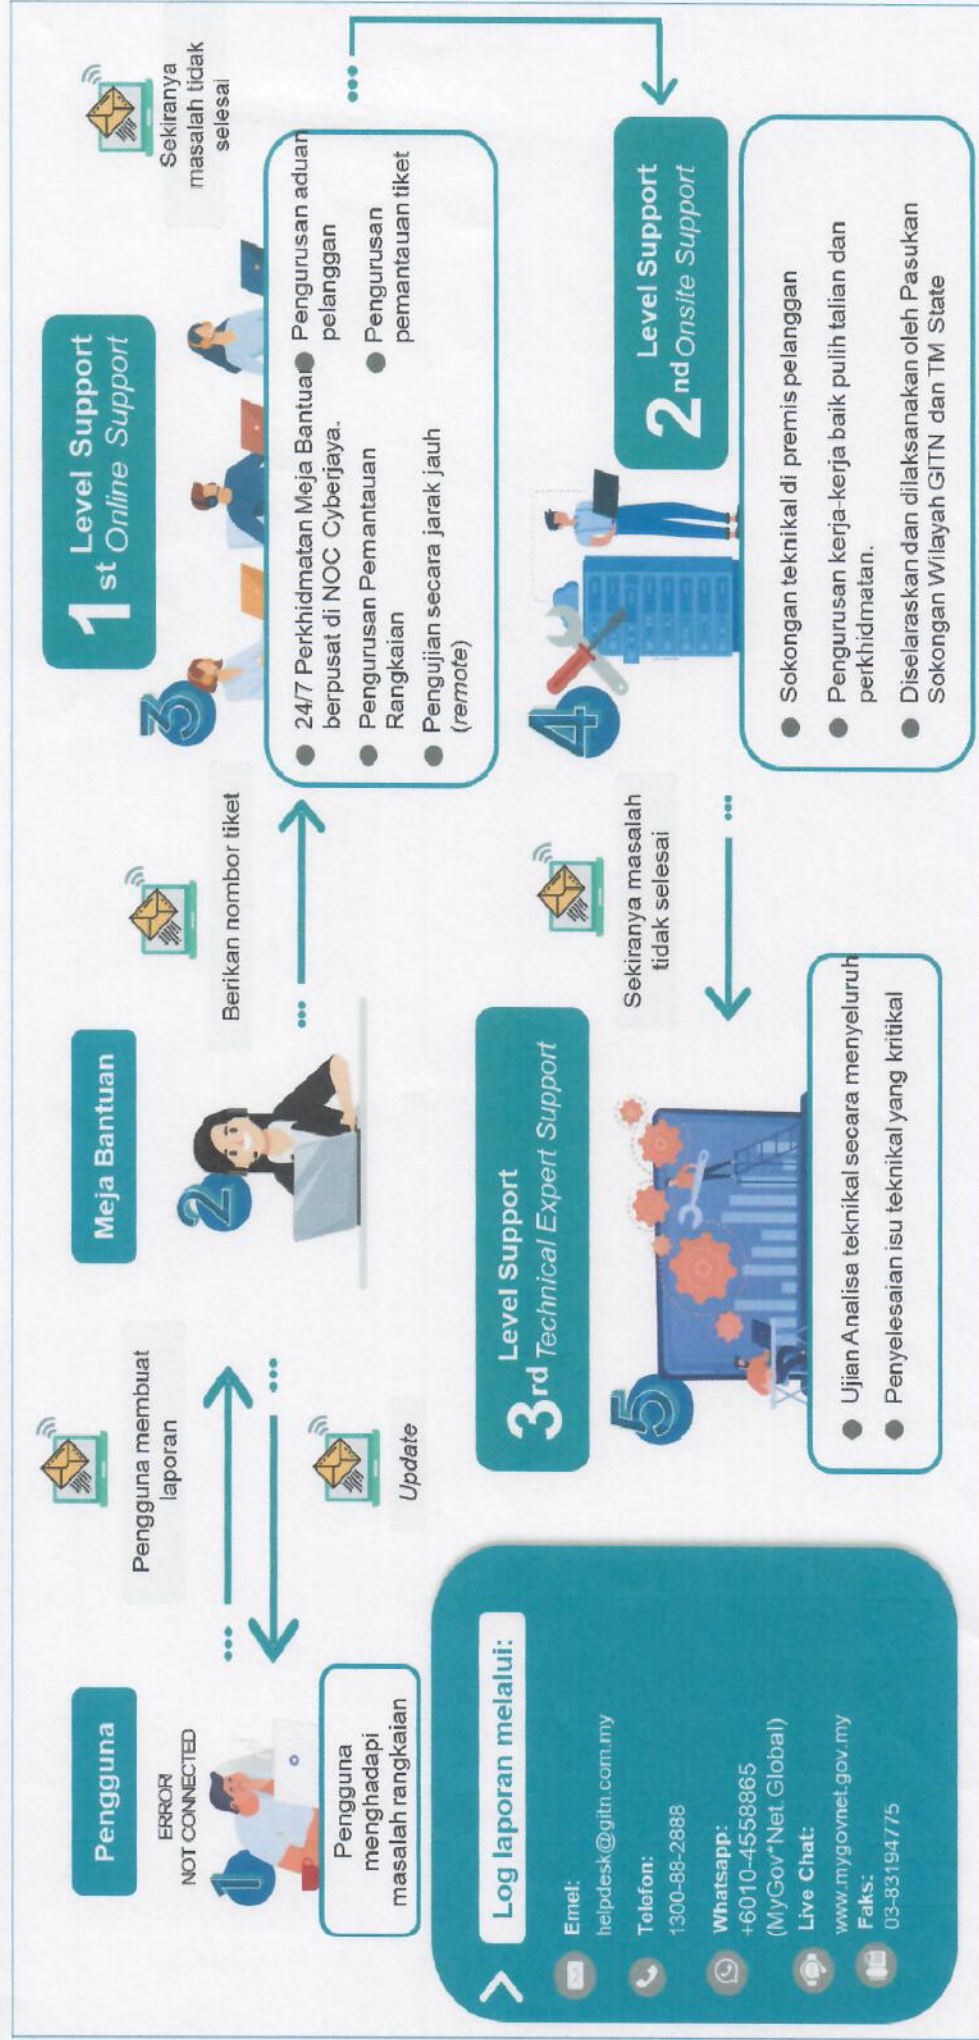 Pengguna
ERROR!
NOT CONNECTED
1
Pengguna
menghadapi
masalah rangkaian
Pengguna membuat
laporan
Update
Meja Bantuan
2
Berikan nombor tiket
1st Level Support
Online Support
3
24/7 Perkhidmatan Meja Bantuan
berpusat di NOC Cyberjaya.
Pengurusan Pemantauan
Rangkaian
Pengujian secara jarak jauh
(remote)
Pengurusan aduan
pelanggan
Pengurusan
pemantauan tiket
Sekiranya
masalah tidak
selesai
2nd Level Support
Onsite Support
4
Sokongan teknikal di premis pelanggan
Pengurusan kerja-kerja baik pulih talian dan
perkhidmatan.
Diselaraskan dan dilaksanakan oleh Pasukan
Sokongan Wilayah GITN dan TM State
Sekiranya masalah
tidak selesai
3rd Level Support
Technical Expert Support
5
Ujian Analisa teknikal secara menyeluruh
Penyelesaian isu teknikal yang kritikal
Log laporan melalui:
Emel:
helpdesk@gitn.com.my
Telefon:
1300-88-2888
Whatsapp:
+6010-4558865
(MyGov*Net.Global)
Live Chat:
www.mygovnet.gov.my
Faks:
03-83194775